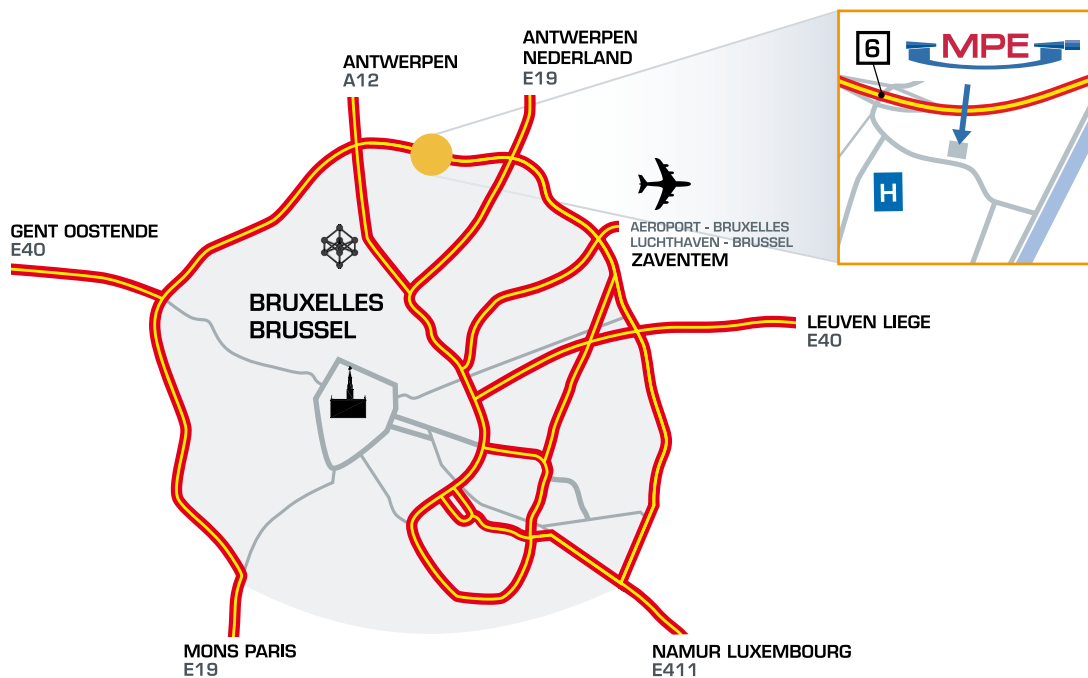 ANTWERPEN
A12
ANTWERPEN
NEDERLAND
E19
6
MPE
H
AEROPORT - BRUXELLES
LUCHTHAVEN - BRUSSEL
ZAVENTEM
GENT OOSTENDE
E40
BRUXELLES
BRUSSEL
LEUVEN LIEGE
E40
MONS PARIS
E19
NAMUR LUXEMBOURG
E411